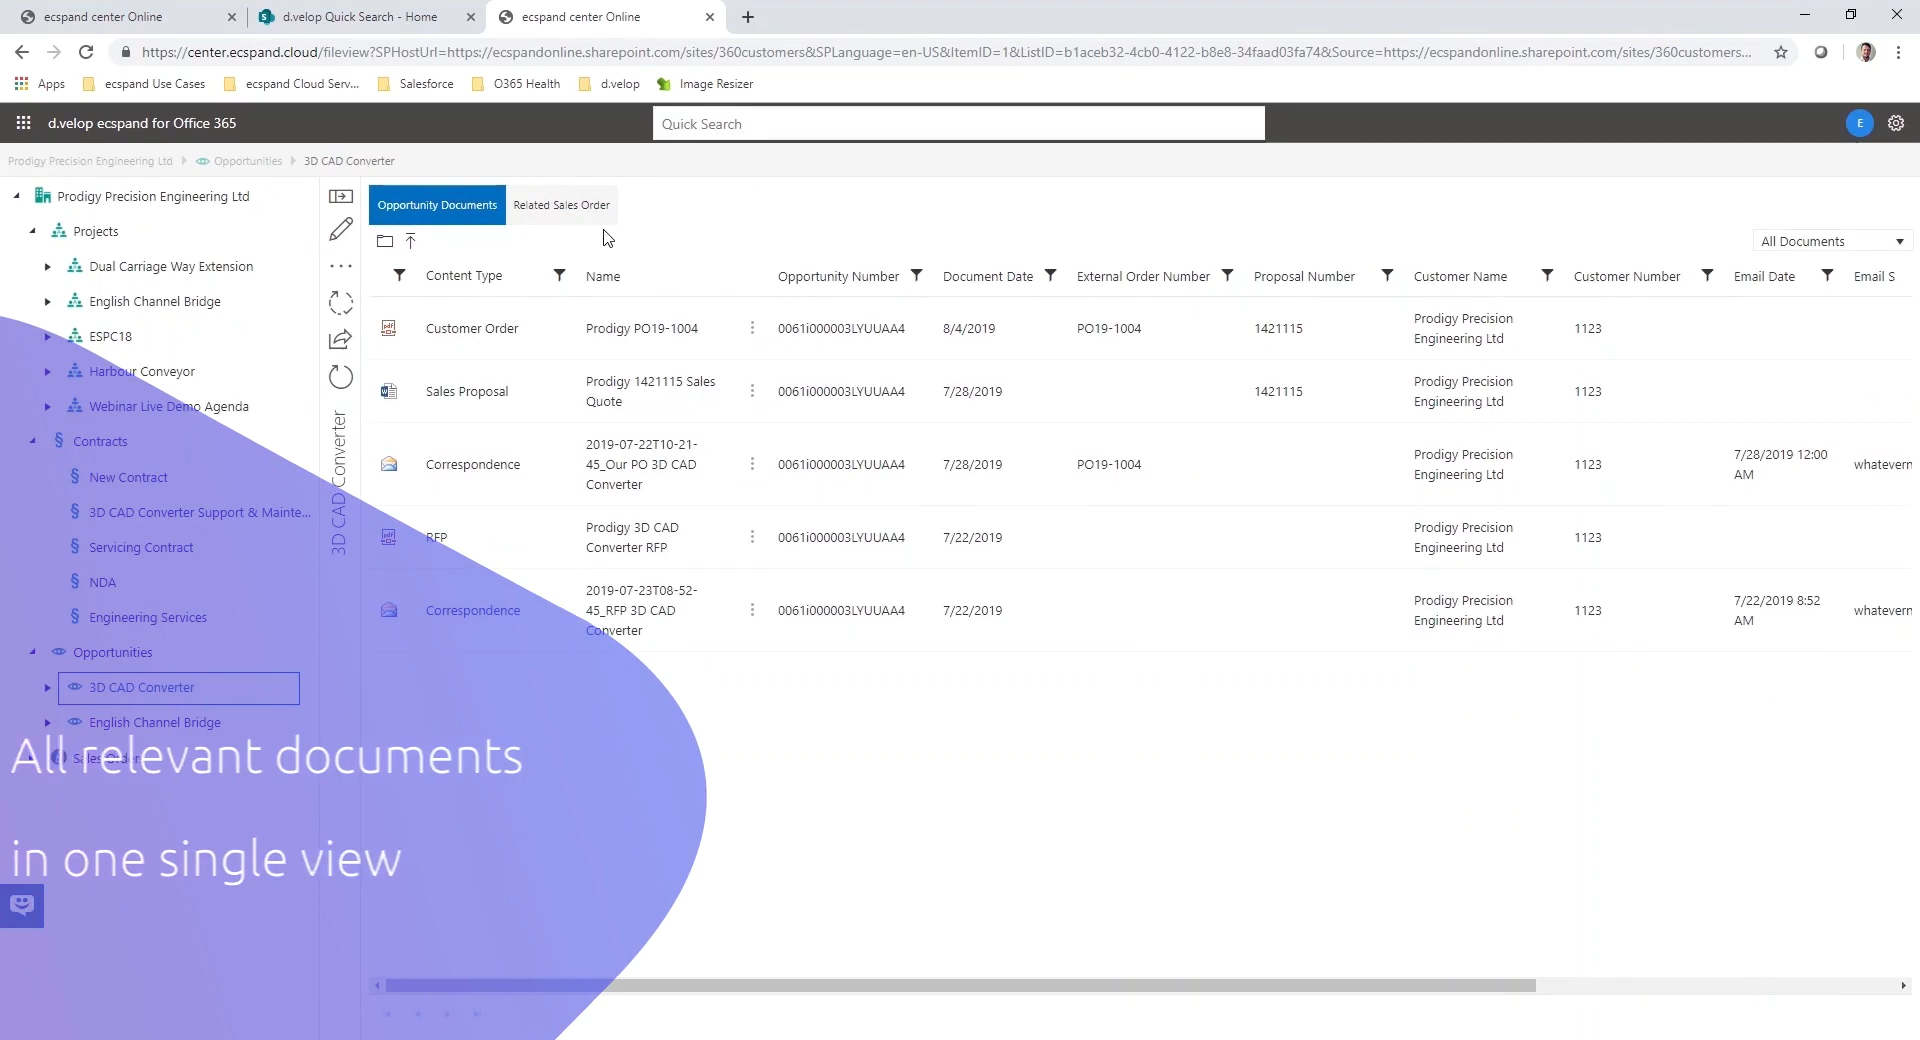 ecspand center Online
d.velop Quick Search - Home
ecspand center Online
https://center.ecspand.cloud/fileview?SPHostUrl=https://ecspandonline.sharepoint.com/sites/360customers&SPLanguage=en-US&ItemID=1&ListID=b1aceb32-4cb0-4122-b8e8-34faad03fa74&Source=https://ecspandonline.sharepoint.com/sites/360customers...
Apps
ecspand Use Cases
ecspand Cloud Serv...
Salesforce
O365 Health
d.velop
Image Resizer
d.velop ecspand for Office 365
Quick Search
E
Prodigy Precision Engineering Ltd
Opportunities
3D CAD Converter
Prodigy Precision Engineering Ltd
Projects
Dual Carriage Way Extension
English Channel Bridge
ESPC18
Harbour Conveyor
Webinar Live Demo Agenda
Contracts
New Contract
3D CAD Converter Support & Mainte...
Servicing Contract
NDA
Engineering Services
Opportunities
3D CAD Converter
English Channel Bridge
Sales Order
3D CAD Converter
Opportunity Documents
Related Sales Order
All Documents
Content Type Name Opportunity Number Document Date External Order Number Proposal Number Customer Name Customer Number Email Date Email S
Customer Order Prodigy PO19-1004 0061i000003LYUUAA4 8/4/2019 PO19-1004 1421115 Prodigy Precision 1123
Engineering Ltd
Sales Proposal Prodigy 1421115 Sales 0061i000003LYUUAA4 7/28/2019 1421115 Prodigy Precision 1123
Quote Engineering Ltd
2019-07-22T10-21-
Correspondence 45_Our PO 3D CAD 0061i000003LYUUAA4 7/28/2019 PO19-1004 Prodigy Precision 1123 7/28/2019 12:00 whatevern
Converter Engineering Ltd AM
RFP Prodigy 3D CAD 0061i000003LYUUAA4 7/22/2019 Prodigy Precision 1123
Converter RFP Engineering Ltd
2019-07-23T08-52-
Correspondence 45_RFP 3D CAD 0061i000003LYUUAA4 7/22/2019 Prodigy Precision 1123 7/22/2019 8:52 whatevern
Converter Engineering Ltd AM
All relevant documents
in one single view